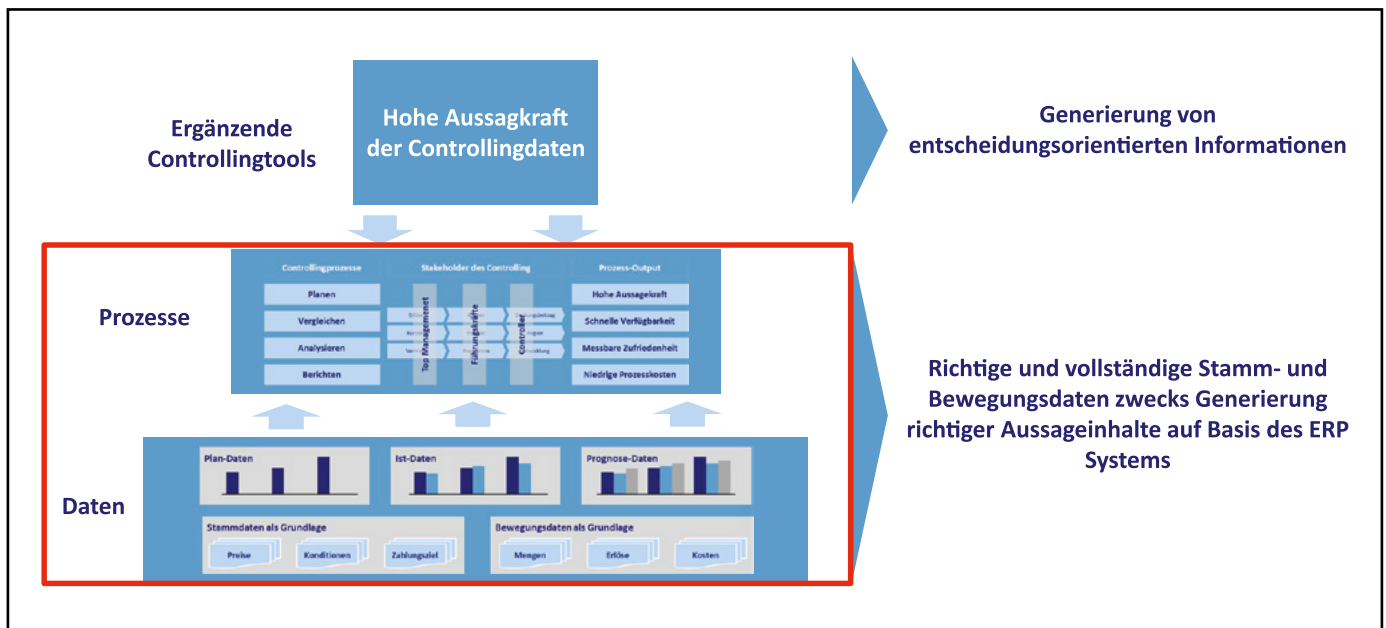 Ergänzende
Controllingtools
Hohe Aussagkraft
der Controllingdaten
Generierung von
entscheidungsorientierten Informationen
Prozesse
Controllingprozesse
Stakeholder des Controlling
Prozess-Output
Planen
Vergleichen
Analysieren
Berichten
Top Managemenet
Führungskräfte
Controller
Hohe Aussagekraft
Schnelle Verfügbarkeit
Messbare Zufriedenheit
Niedrige Prozesskosten
Richtige und vollständige Stamm- und
Bewegungsdaten zwecks Generierung
richtiger Aussageinhalte auf Basis des ERP
Systems
Daten
Plan-Daten
Ist-Daten
Prognose-Daten
Stammdaten als Grundlage
Bewegungsdaten als Grundlage
Preise
Konditionen
Zahlungsziel
Mengen
Erlöse
Kosten